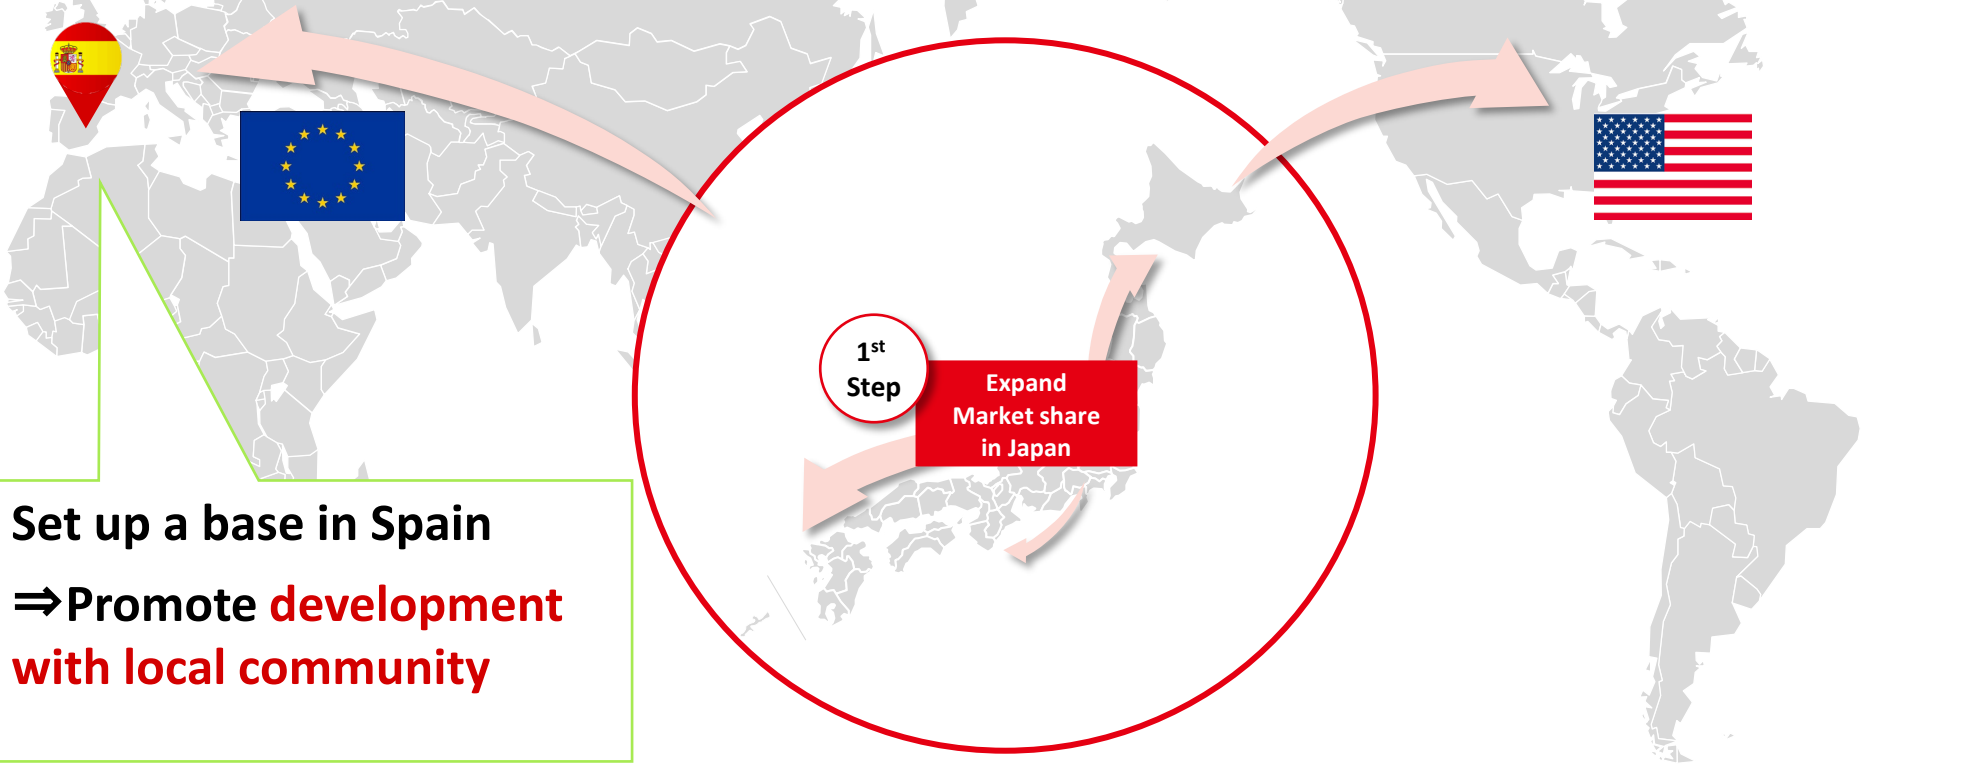 1st
Step
Expand
Market share
in Japan
Set up a base in Spain
⇒Promote development
with local community